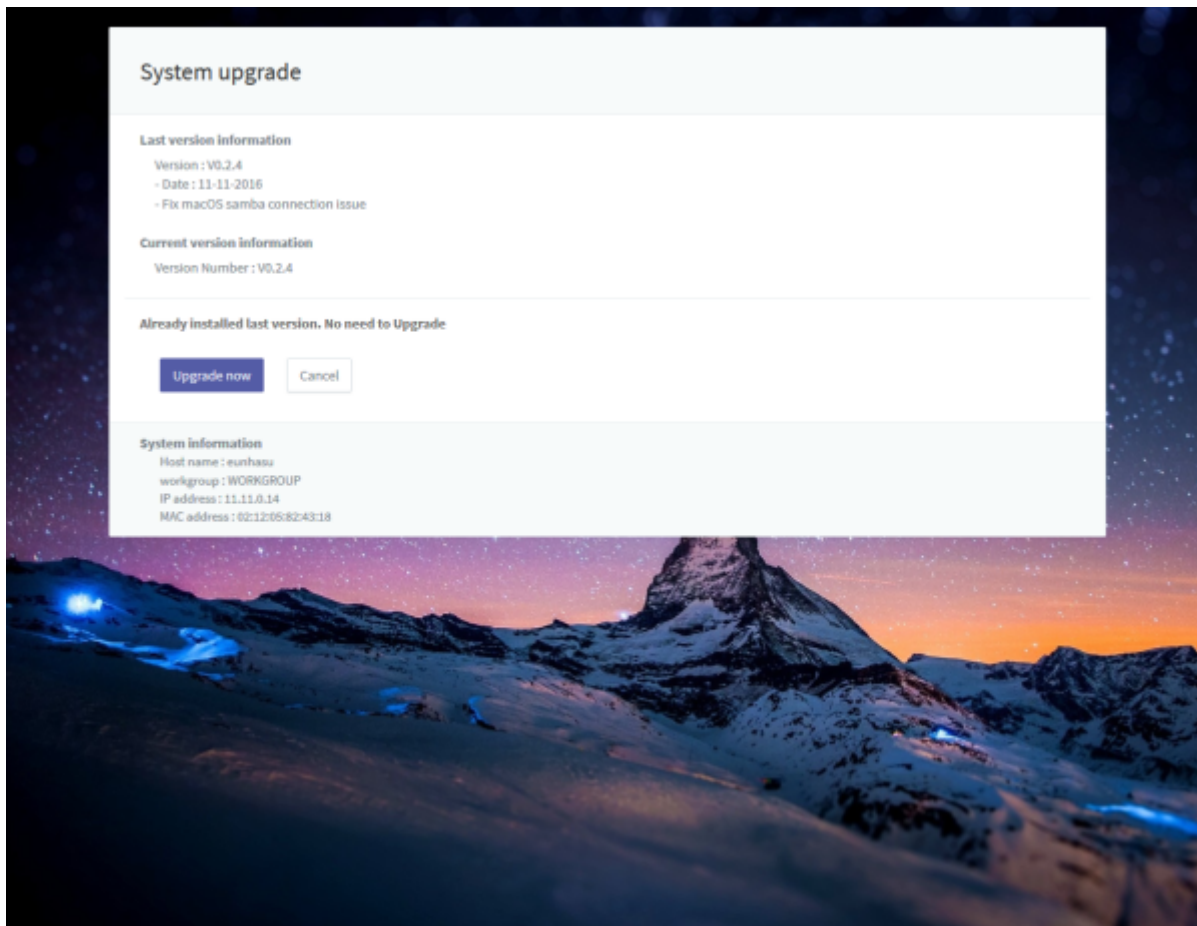 System upgrade
Last version information
Version : V0.2.4
- Date : 11-11-2016
- Fix macOS samba connection issue
Current version information
Version Number : V0.2.4
Already installed last version. No need to Upgrade
Upgrade now
Cancel
System information
Host name : eunhasu
workgroup : WORKGROUP
IP address : 11.11.0.14
MAC address : 02:12:05:82:43:18